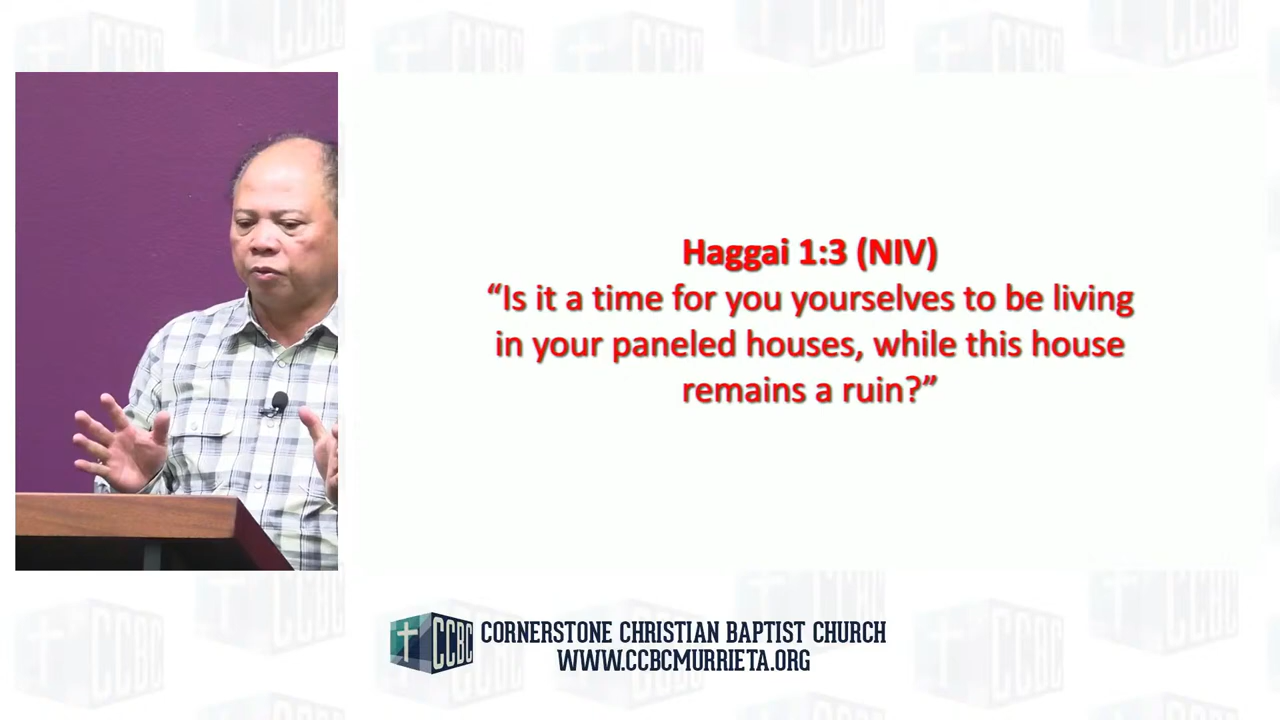 Haggai 1:3 (NIV)
“Is it a time for you yourselves to be living
in your paneled houses, while this house
remains a ruin?”
CCBC CORNERSTONE CHRISTIAN BAPTIST CHURCH
WWW.CCBCMURRIETA.ORG